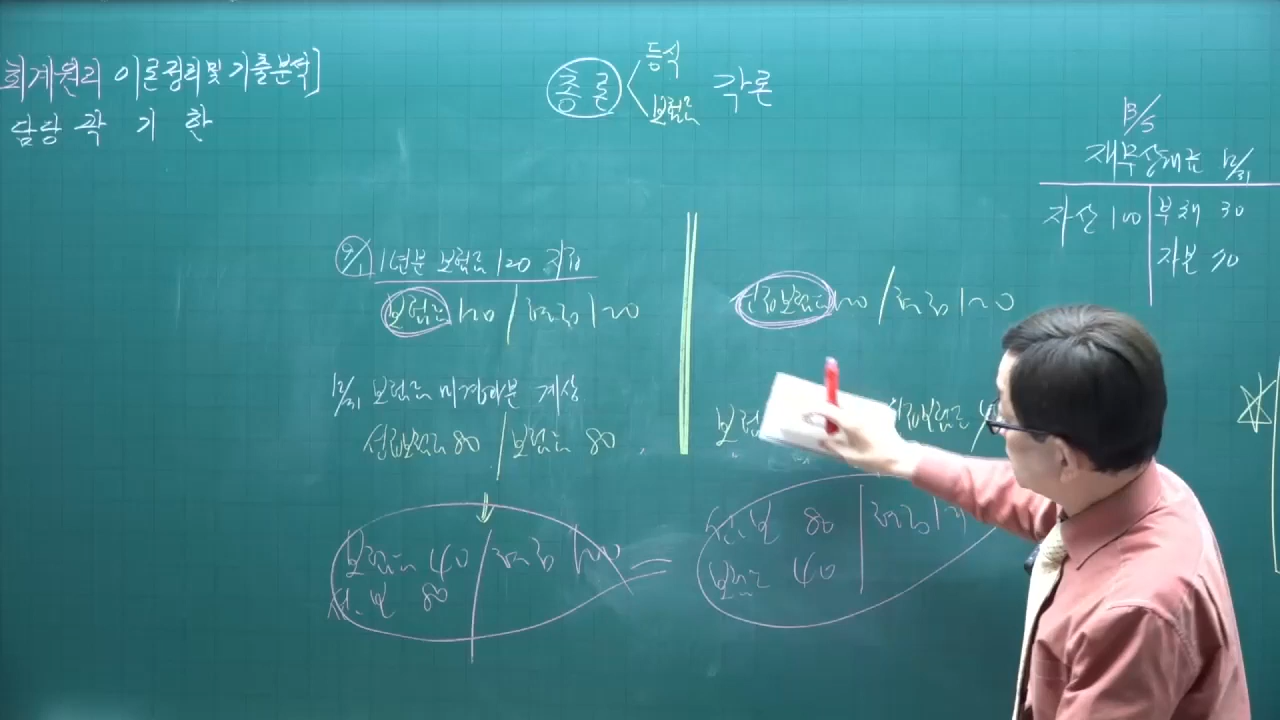 회계원리 이론정리및 기출분석]
담당 곽 기 한
총론 < 등식 보험료 각론
B/S
재무상태표 12/31
자산 100 부채 30
자본 70
9/1 1년분 보험료 120 지급
보험료 120 / 현금 120
12/31 보험료 미경과분 계상
선급보험료 80 / 보험료 80
보험료 40 현금 120
선.보 80
=
선급보험료 120 / 현금 120
선급보험료
선.보 80 현금
보험료 40